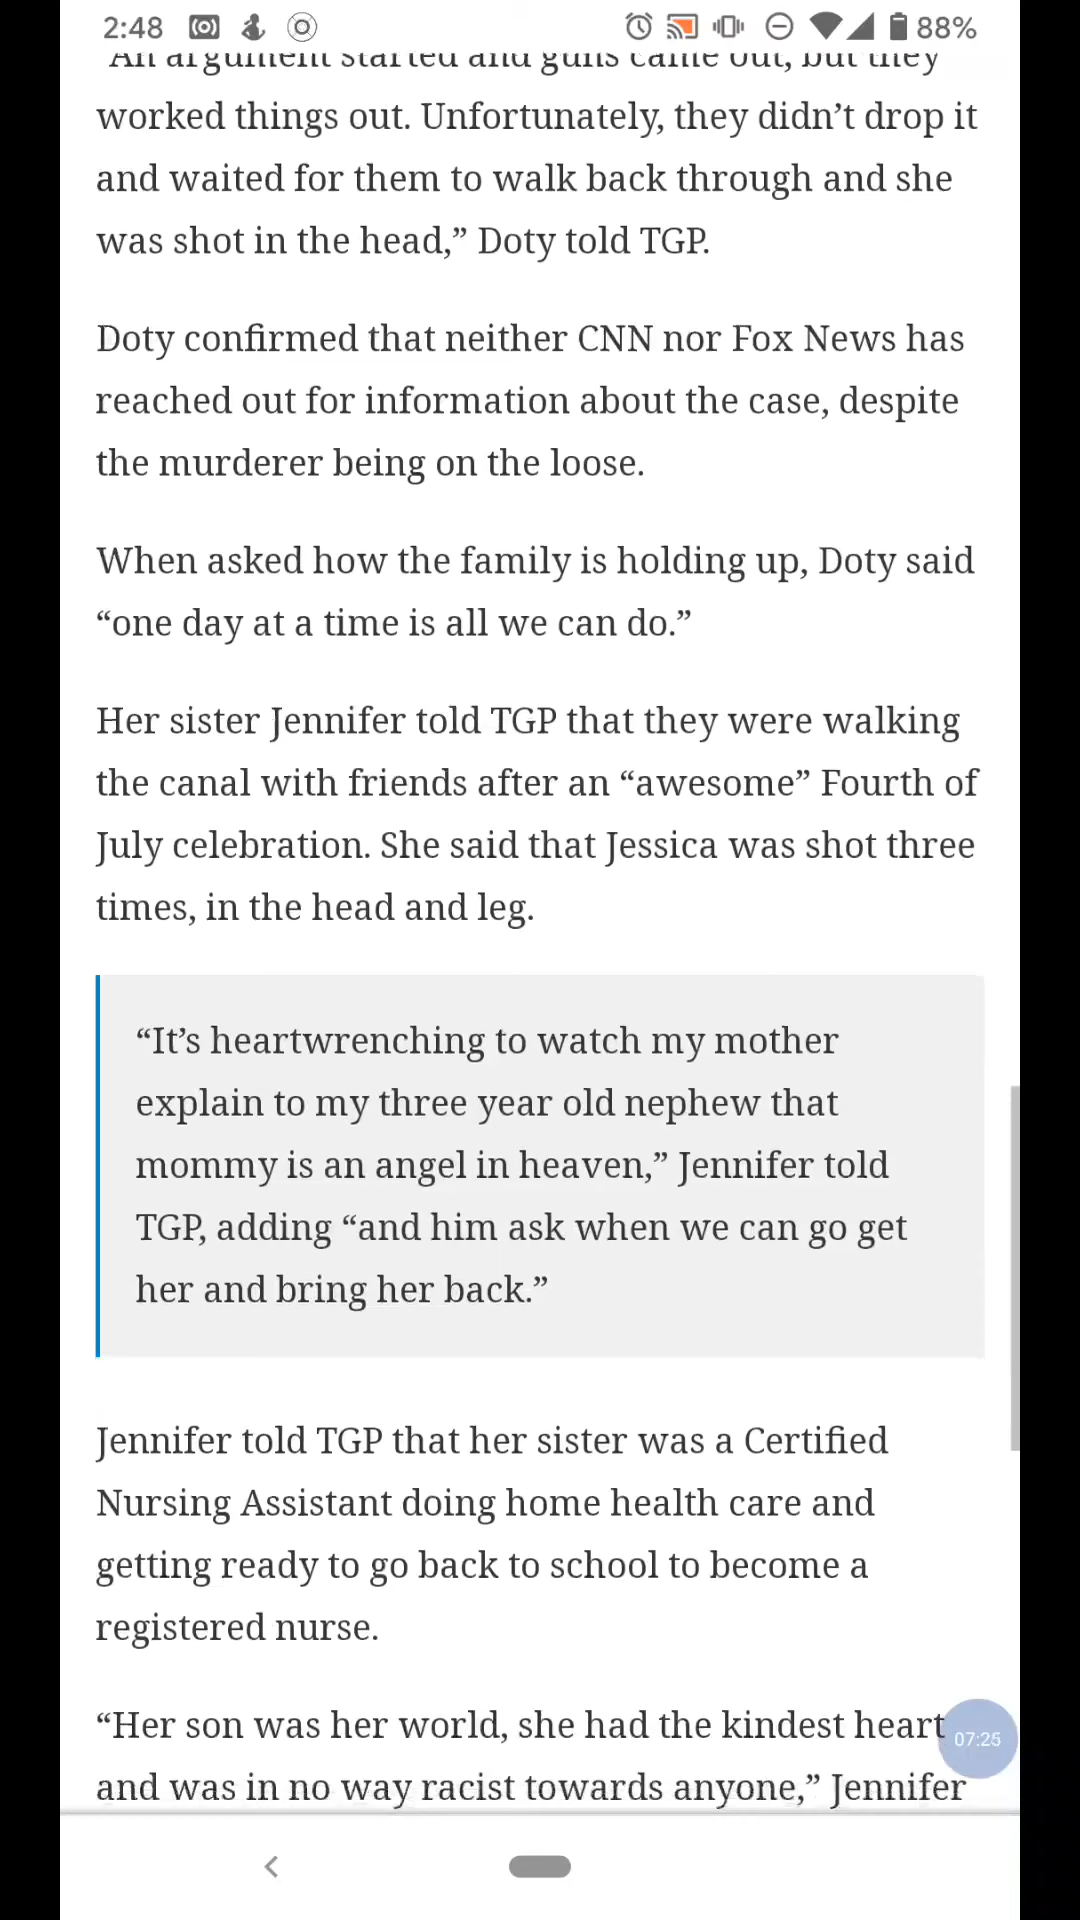 2:48
88%
“An argument started and guns came out, but they
worked things out. Unfortunately, they didn’t drop it
and waited for them to walk back through and she
was shot in the head,” Doty told TGP.
Doty confirmed that neither CNN nor Fox News has
reached out for information about the case, despite
the murderer being on the loose.
When asked how the family is holding up, Doty said
“one day at a time is all we can do.”
Her sister Jennifer told TGP that they were walking
the canal with friends after an “awesome” Fourth of
July celebration. She said that Jessica was shot three
times, in the head and leg.
“It’s heartwrenching to watch my mother
explain to my three year old nephew that
mommy is an angel in heaven,” Jennifer told
TGP, adding “and him ask when we can go get
her and bring her back.”
Jennifer told TGP that her sister was a Certified
Nursing Assistant doing home health care and
getting ready to go back to school to become a
registered nurse.
“Her son was her world, she had the kindest heart
07:25
and was in no way racist towards anyone,” Jennifer